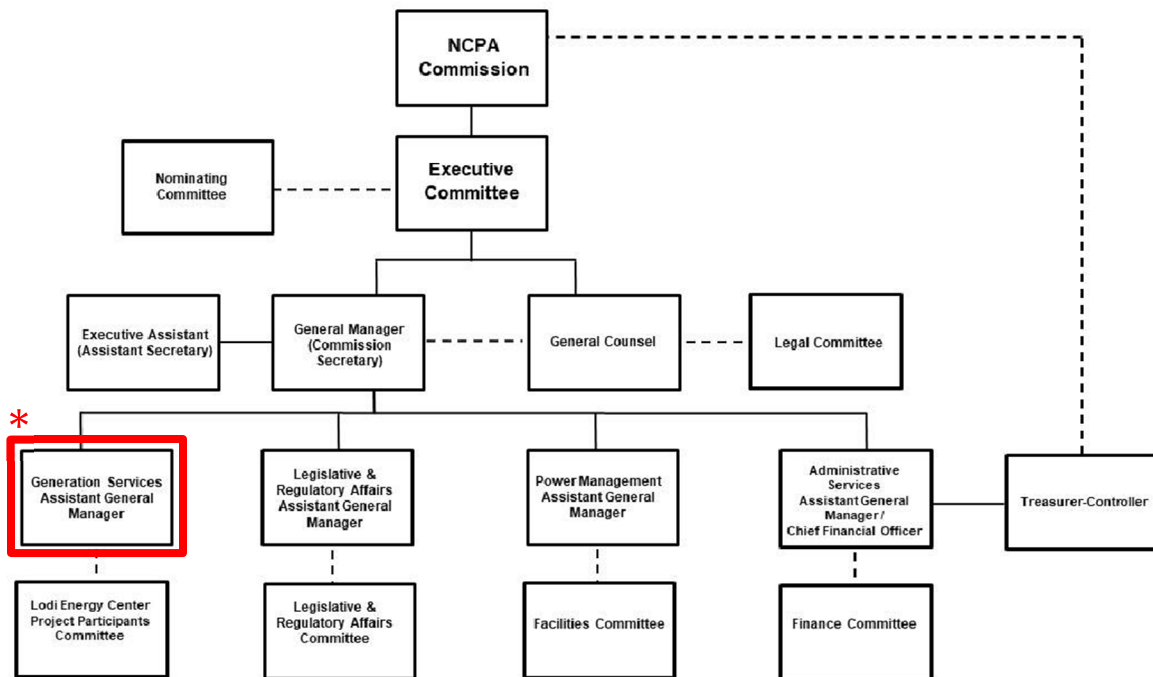 NCPA
Commission
Executive
Committee
Nominating
Committee
Executive Assistant
(Assistant Secretary)
General Manager
(Commission
Secretary)
General Counsel
Legal Committee
*
Generation Services
Assistant General
Manager
Legislative &
Regulatory Affairs
Assistant General
Manager
Power Management
Assistant General
Manager
Administrative
Services
Assistant General
Manager /
Chief Financial Officer
Treasurer-Controller
Lodi Energy Center
Project Participants
Committee
Legislative &
Regulatory Affairs
Committee
Facilities Committee
Finance Committee